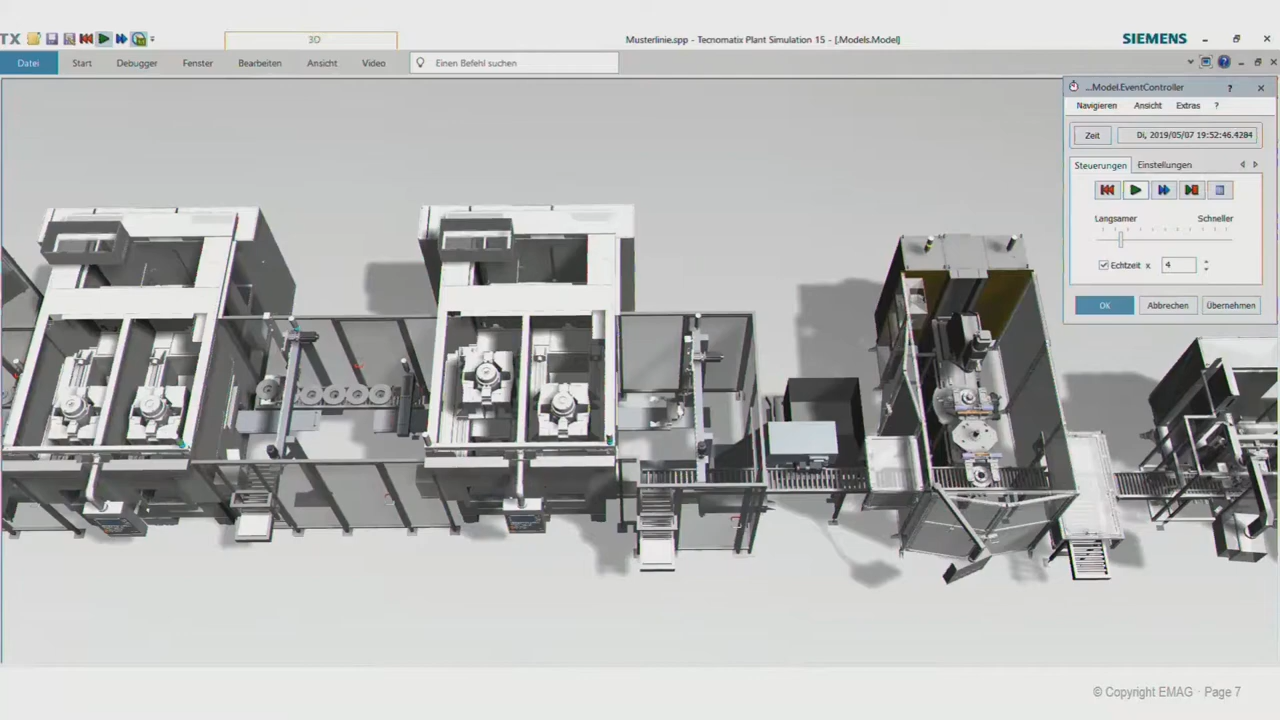 TX
3D
Musterlinie.spp - Tecnomatix Plant Simulation 15 - [.Models.Model]
SIEMENS
Datei Start Debugger Fenster Bearbeiten Ansicht Video Einen Befehl suchen
...Model.EventController ?
Navigieren Ansicht Extras ?
Zeit Di, 2019/05/07 19:52:46.4284
Steuerungen Einstellungen
Langsamer Schneller
Echtzeit x 4
OK Abbrechen Übernehmen
© Copyright EMAG · Page 7